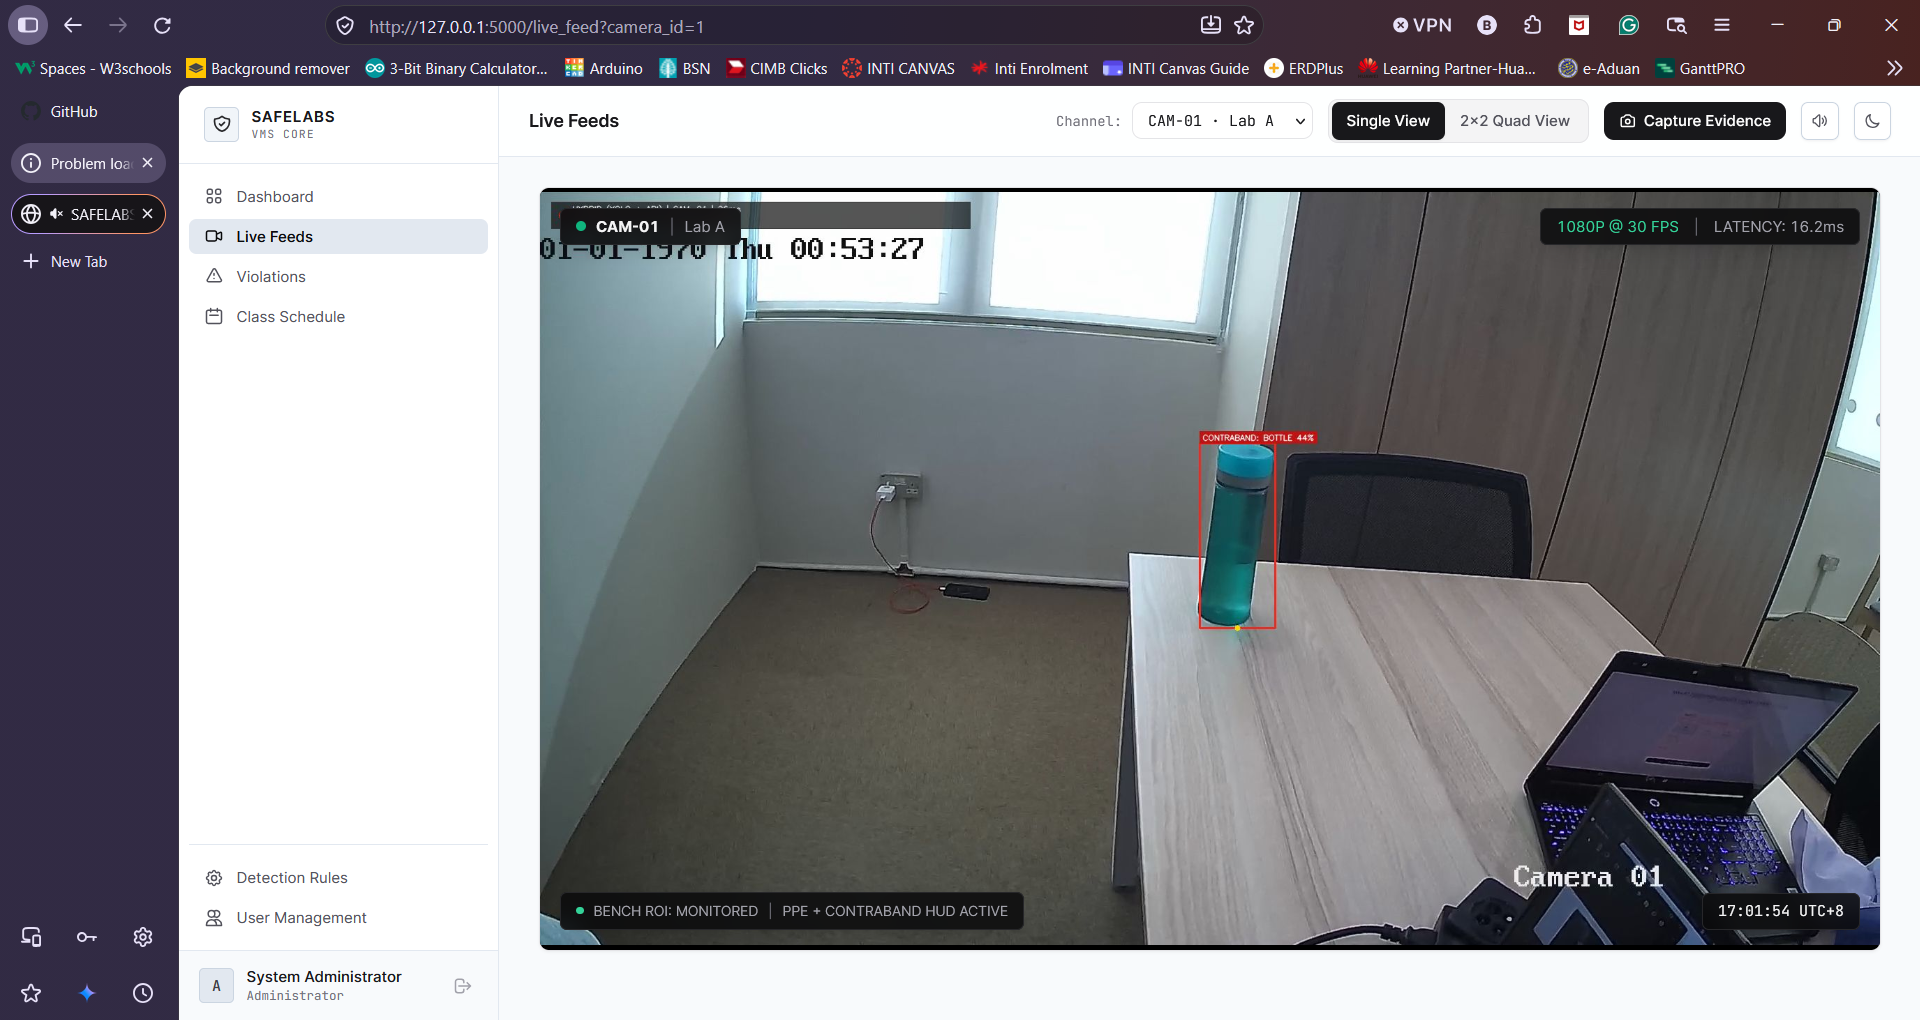 http://127.0.0.1:5000/live_feed?camera_id=1
VPN
B
Spaces - W3schools
Background remover
3-Bit Binary Calculator...
Arduino
BSN
CIMB Clicks
INTI CANVAS
Inti Enrolment
INTI Canvas Guide
ERDPlus
Learning Partner-Hua...
e-Aduan
GanttPRO
GitHub
Problem loa
SAFELABS
New Tab
SAFELABS
VMS CORE
Dashboard
Live Feeds
Violations
Class Schedule
Detection Rules
User Management
A
System Administrator
Administrator
Live Feeds
Channel:
CAM-01 · Lab A
Single View
2×2 Quad View
Capture Evidence
CAM-01 | Lab A
01-01-1970 Thu 00:53:27
1080P @ 30 FPS | LATENCY: 16.2ms
CONTRABAND: BOTTLE 44%
Camera 01
BENCH ROI: MONITORED | PPE + CONTRABAND HUD ACTIVE
17:01:54 UTC+8